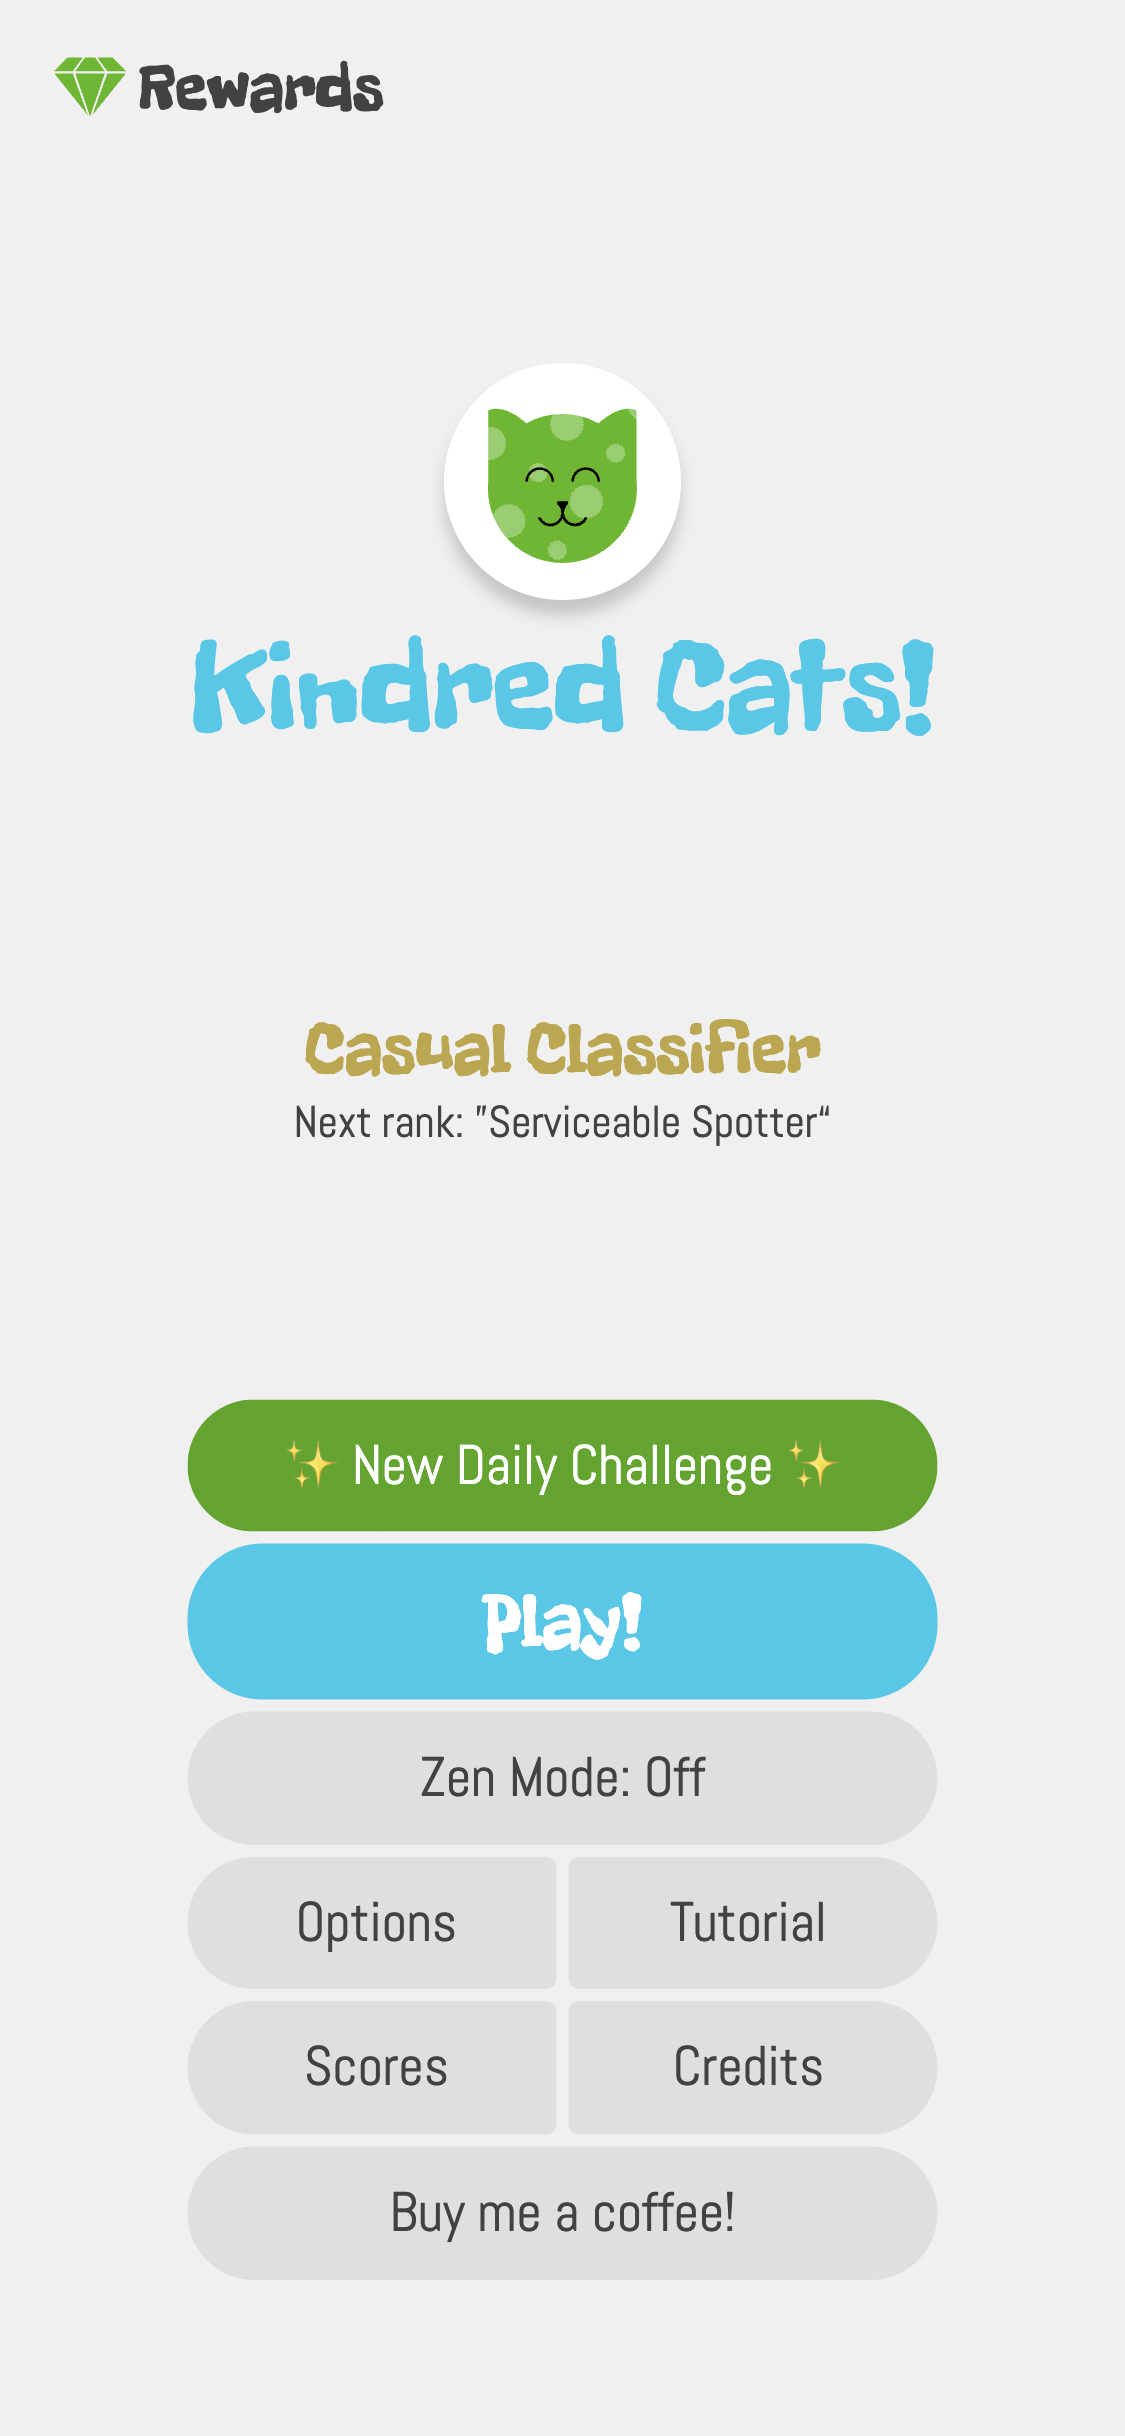 Rewards
Kindred Cats!
Casual Classifier
Next rank: ”Serviceable Spotter“
✨ New Daily Challenge ✨
Play!
Zen Mode: Off
Options
Tutorial
Scores
Credits
Buy me a coffee!